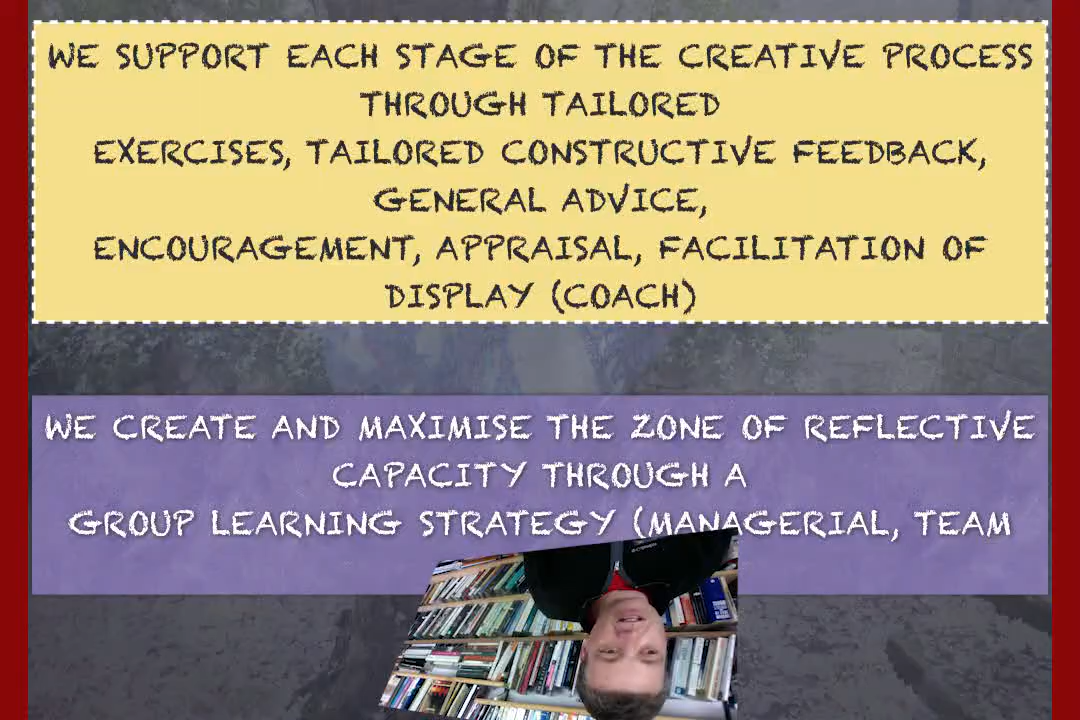 WE SUPPORT EACH STAGE OF THE CREATIVE PROCESS
THROUGH TAILORED
EXERCISES, TAILORED CONSTRUCTIVE FEEDBACK,
GENERAL ADVICE,
ENCOURAGEMENT, APPRAISAL, FACILITATION OF
DISPLAY (COACH)
WE CREATE AND MAXIMISE THE ZONE OF REFLECTIVE
CAPACITY THROUGH A
GROUP LEARNING STRATEGY (MANAGERIAL, TEAM